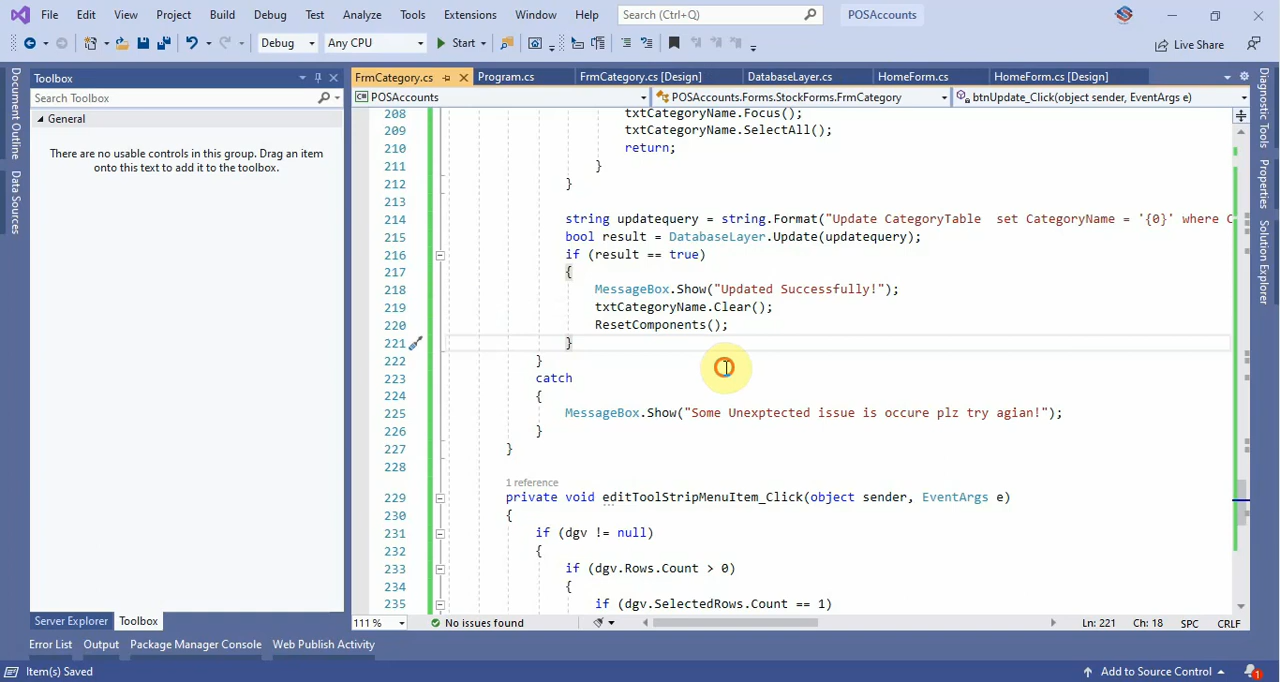 File Edit View Project Build Debug Test Analyze Tools Extensions Window Help Search (Ctrl+Q) POSAccounts
Debug Any CPU Start Live Share
Toolbox
FrmCategory.cs Program.cs FrmCategory.cs [Design] DatabaseLayer.cs HomeForm.cs HomeForm.cs [Design]
Search Toolbox
POSAccounts POSAccounts.Forms.StockForms.FrmCategory btnUpdate_Click(object sender, EventArgs e)
General
There are no usable controls in this group. Drag an item
onto this text to add it to the toolbox.
Document Outline
Data Sources
208 txtCategoryName.Focus();
209 txtCategoryName.SelectAll();
210 return;
211 }
212 }
213
214 string updatequery = string.Format("Update CategoryTable  set CategoryName = '{0}' where C
215 bool result = DatabaseLayer.Update(updatequery);
216 if (result == true)
217 {
218 MessageBox.Show("Updated Successfully!");
219 txtCategoryName.Clear();
220 ResetComponents();
221 }
222 }
223 catch
224 {
225 MessageBox.Show("Some Unexptected issue is occure plz try agian!");
226 }
227 }
228
1 reference
229 private void editToolStripMenuItem_Click(object sender, EventArgs e)
230 {
231 if (dgv != null)
232 {
233 if (dgv.Rows.Count > 0)
234 {
235 if (dgv.SelectedRows.Count == 1)
Diagnostic Tools
Properties
Solution Explorer
Server Explorer Toolbox
111 % No issues found Ln: 221 Ch: 18 SPC CRLF
Error List Output Package Manager Console Web Publish Activity
Item(s) Saved Add to Source Control 1